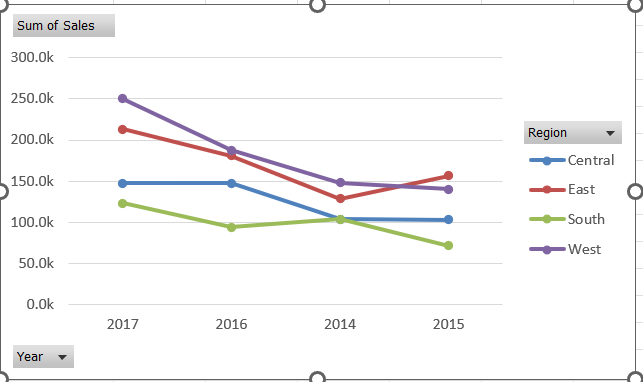 Sum of Sales
300.0k
250.0k
200.0k
150.0k
100.0k
50.0k
0.0k
2017 2016 2014 2015
Region
Central
East
South
West
Year